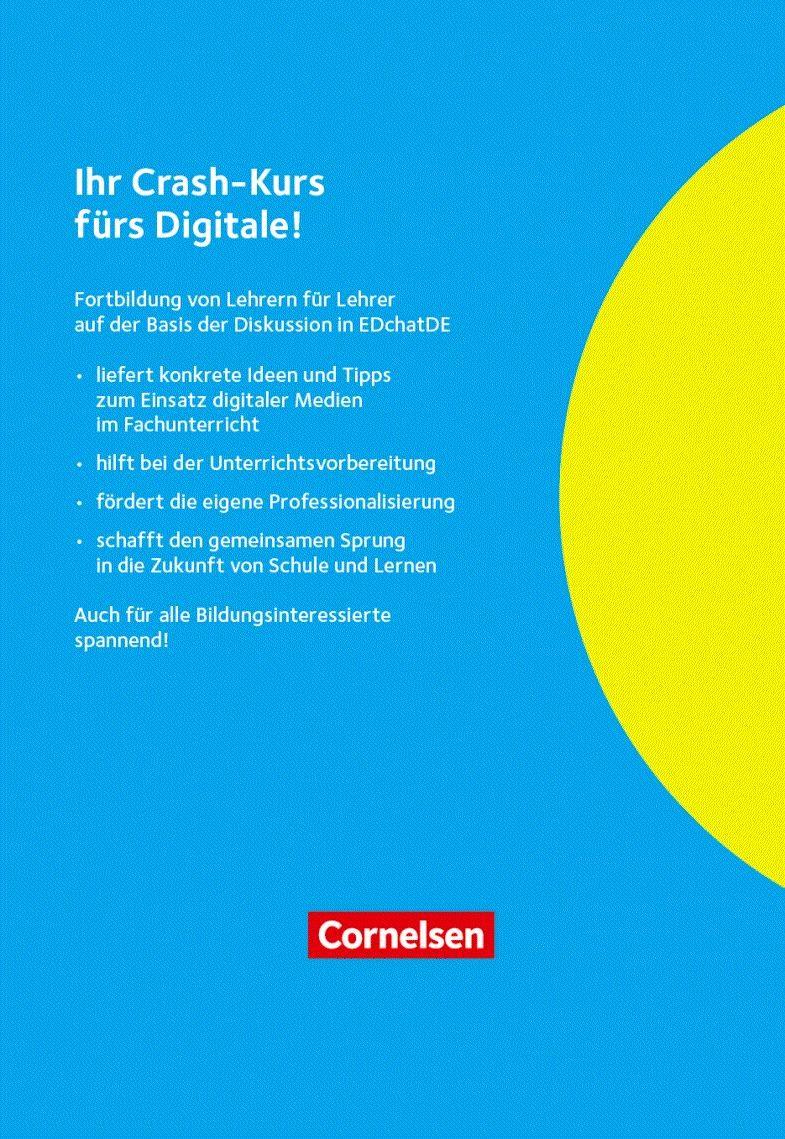 Ihr Crash-Kurs
fürs Digitale!
Fortbildung von Lehrern für Lehrer
auf der Basis der Diskussion in EDchatDE
• liefert konkrete Ideen und Tipps
zum Einsatz digitaler Medien
im Fachunterricht
• hilft bei der Unterrichtsvorbereitung
• fördert die eigene Professionalisierung
• schafft den gemeinsamen Sprung
in die Zukunft von Schule und Lernen
Auch für alle Bildungsinteressierte
spannend!
Cornelsen